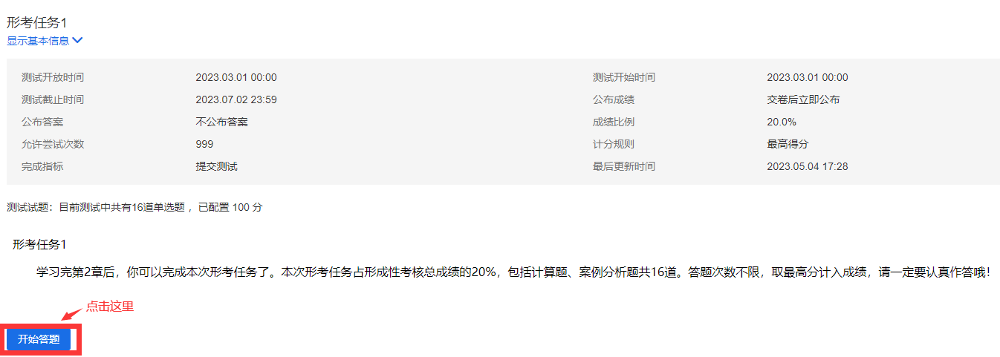 形考任务1
显示基本信息
测试开放时间 2023.03.01 00:00 测试开始时间 2023.03.01 00:00
测试截止时间 2023.07.02 23:59 公布成绩 交卷后立即公布
公布答案 不公布答案 成绩比例 20.0%
允许尝试次数 999 计分规则 最高得分
完成指标 提交测试 最后更新时间 2023.05.04 17:28
测试试题：目前测试中共有16道单选题 ，已配置 100 分
形考任务1
学习完第2章后，你可以完成本次形考任务了。本次形考任务占形成性考核总成绩的20%，包括计算题、案例分析题共16道。答题次数不限，取最高分计入成绩，请一定要认真作答哦！
点击这里
开始答题